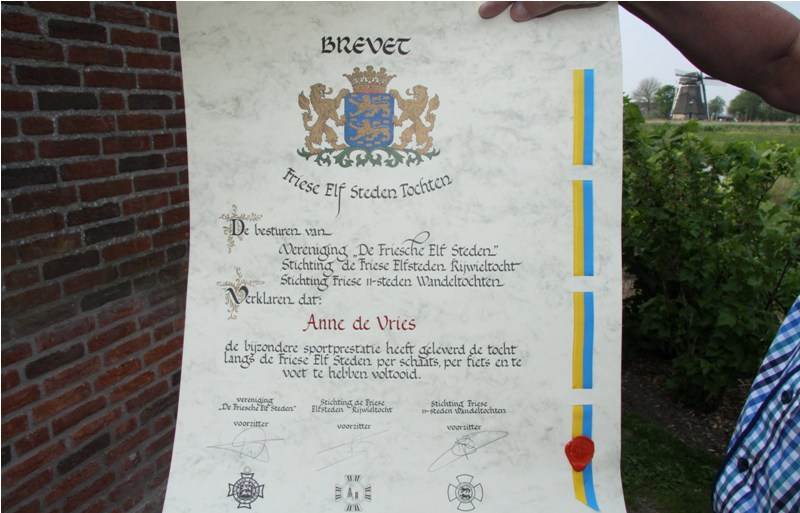 BREVET
Friese Elf Steden Tochten
De besturen van
Vereniging „De Friesche Elf Steden"
Stichting de Friese Elfsteden Rijwieltocht
Stichting Friese 11-steden Wandeltochten
Verklaren dat:
Anne de Vries
de bijzondere sportprestatie heeft geleverd de tocht
langs de Friese Elf Steden per schaats, per fiets en te
voet te hebben voltooid.
vereniging
„De Friesche Elf Steden"
voorzitter
Stichting de Friese
Elfsteden Rijwieltocht
voorzitter
Stichting Friese
11-steden Wandeltochten
voorzitter